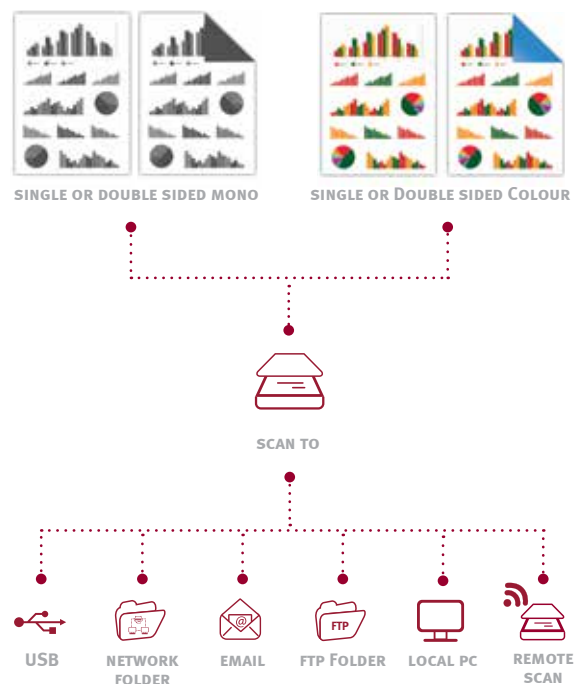 SINGLE OR DOUBLE SIDED MONO
SINGLE OR DOUBLE SIDED COLOUR
SCAN TO
@
FTP
USB
NETWORK
FOLDER
EMAIL
FTP FOLDER
LOCAL PC
REMOTE
SCAN